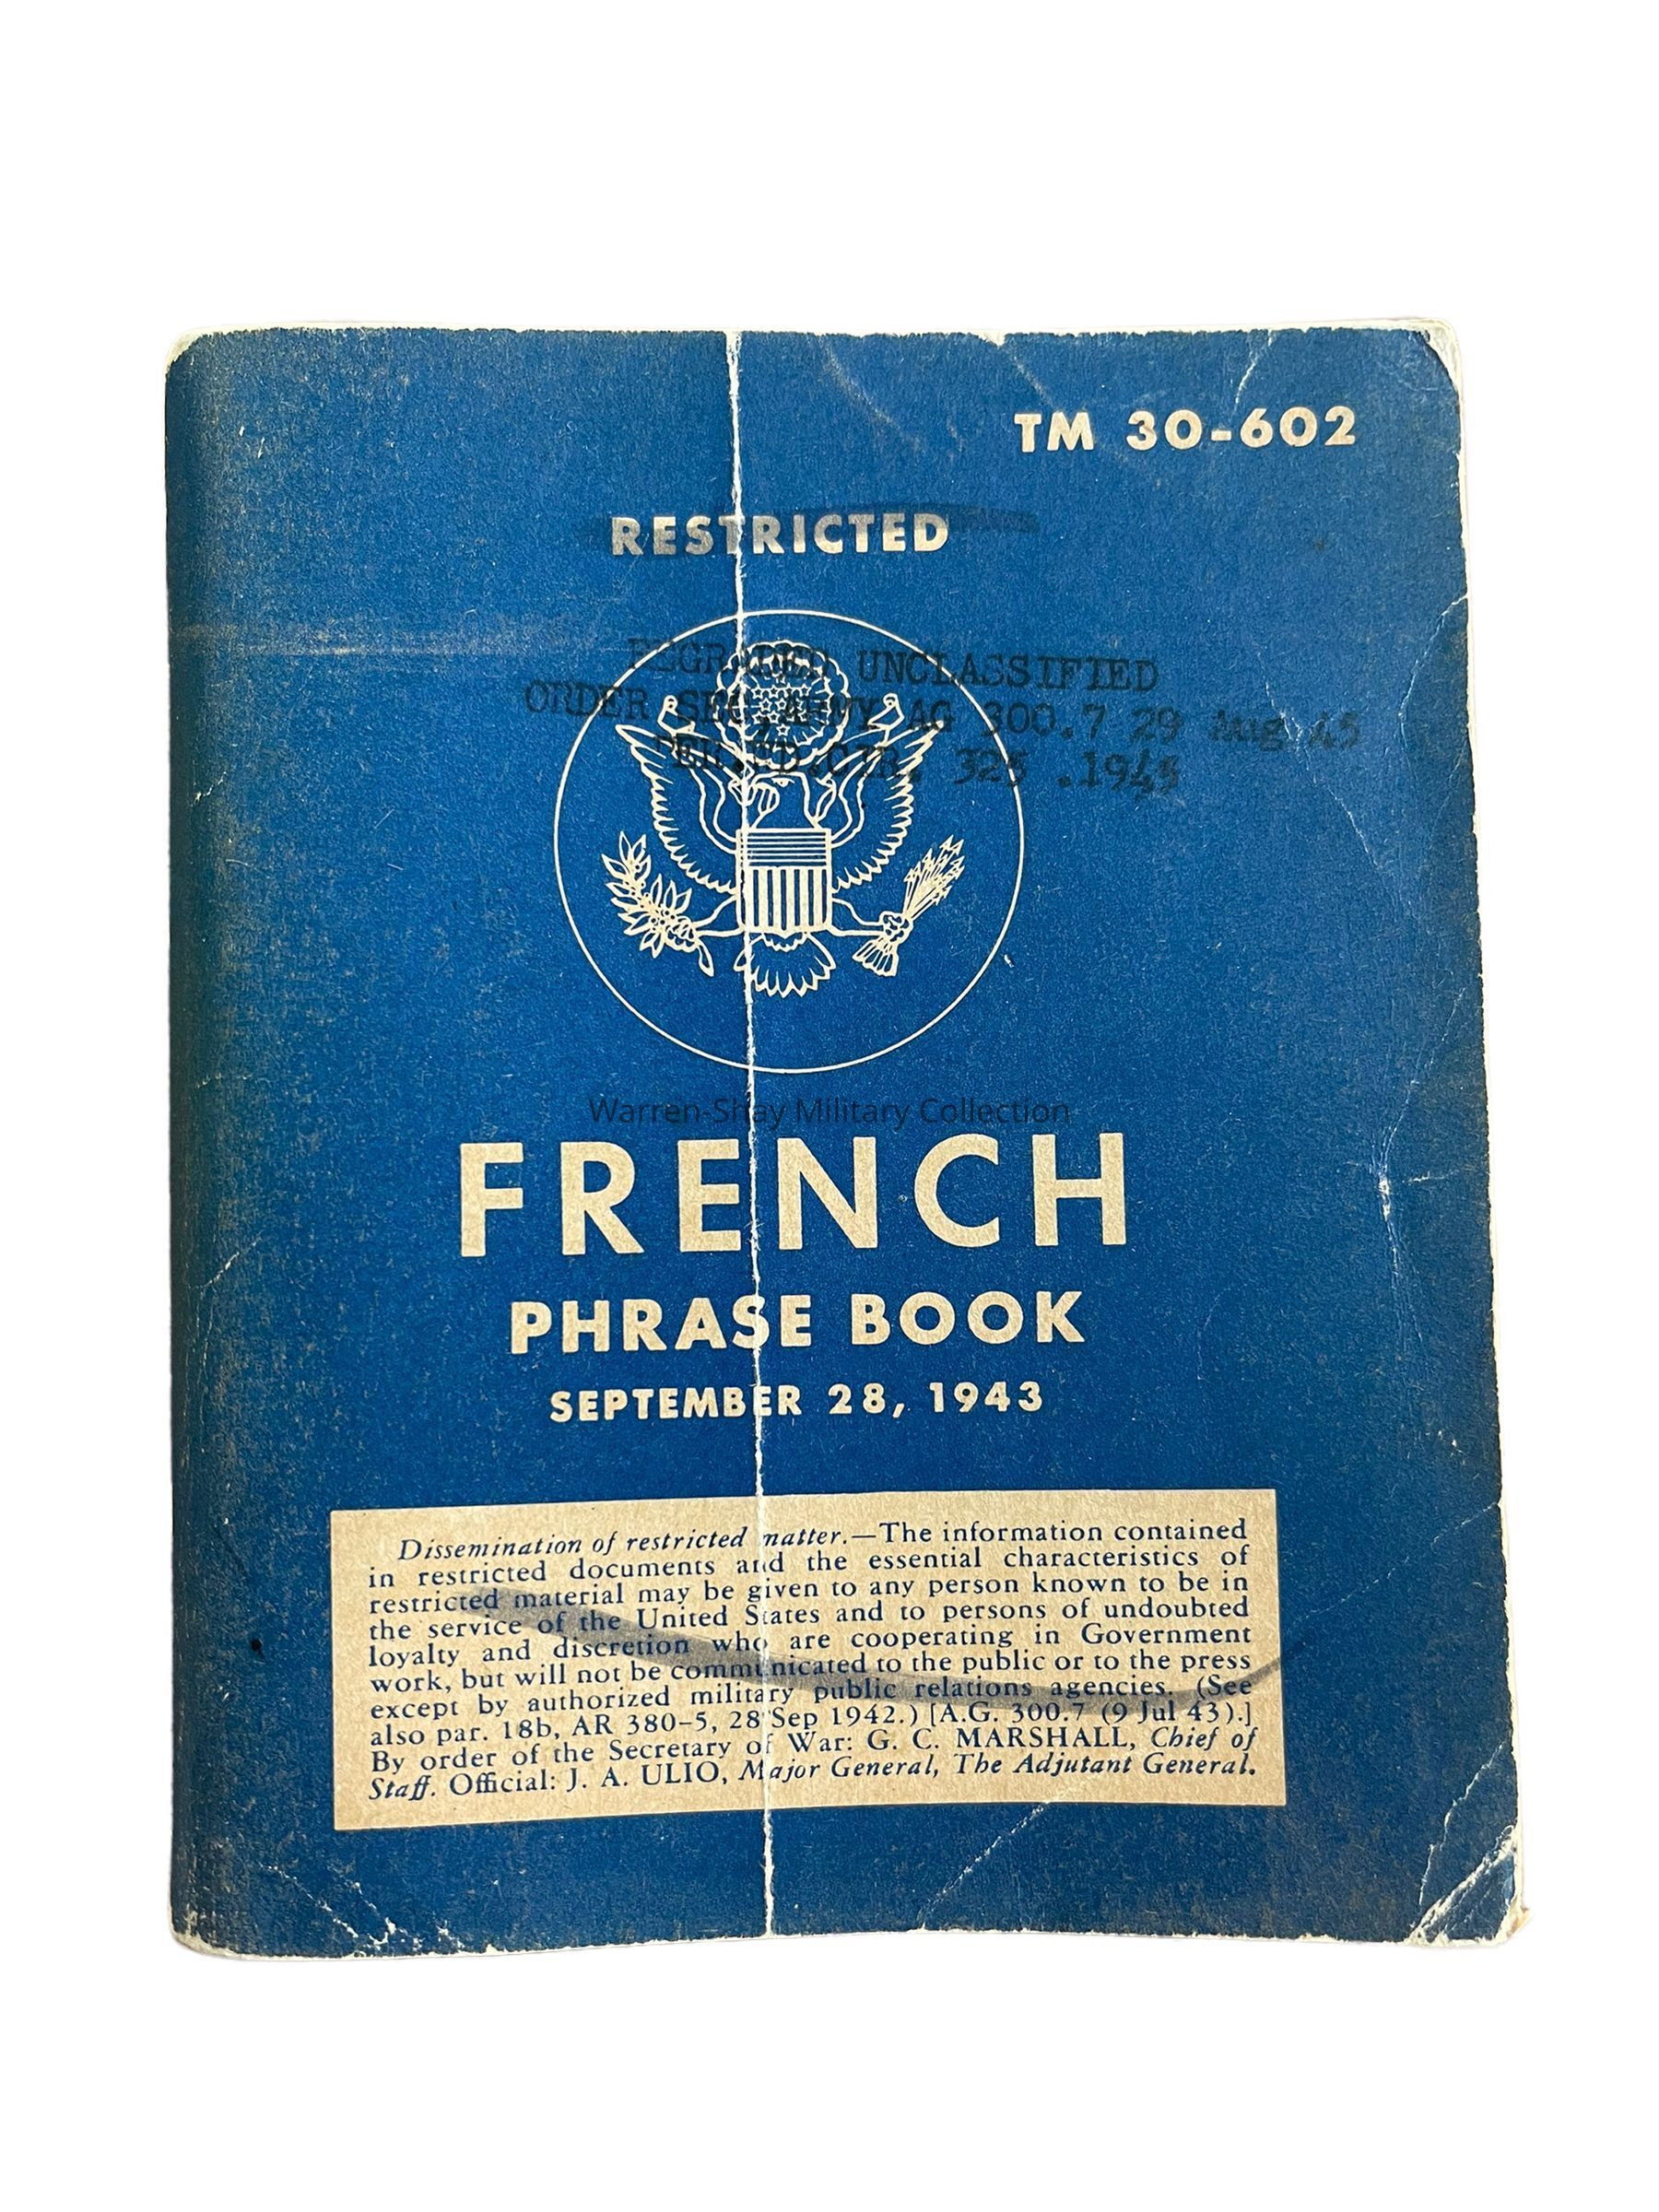 TM 30-602
RESTRICTED
REGRADED UNCLASSIFIED
ORDER SEC ARMY AG 300.7 29 Aug 45
CIR. 325 .1945
Warren-Shay Military Collection
FRENCH
PHRASE BOOK
SEPTEMBER 28, 1943
Dissemination of restricted matter.—The information contained
in restricted documents and the essential characteristics of
restricted material may be given to any person known to be in
the service of the United States and to persons of undoubted
loyalty and discretion who are cooperating in Government
work, but will not be communicated to the public or to the press
except by authorized military public relations agencies. (See
also par. 18b, AR 380–5, 28 Sep 1942.) [A.G. 300.7 (9 Jul 43).]
By order of the Secretary of War: G. C. MARSHALL, Chief of
Staff. Official: J. A. ULIO, Major General, The Adjutant General.